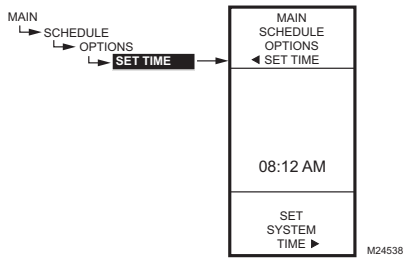 MAIN
SCHEDULE
OPTIONS
SET TIME
MAIN
SCHEDULE
OPTIONS
◄ SET TIME
08:12 AM
SET
SYSTEM
TIME ►
M24538